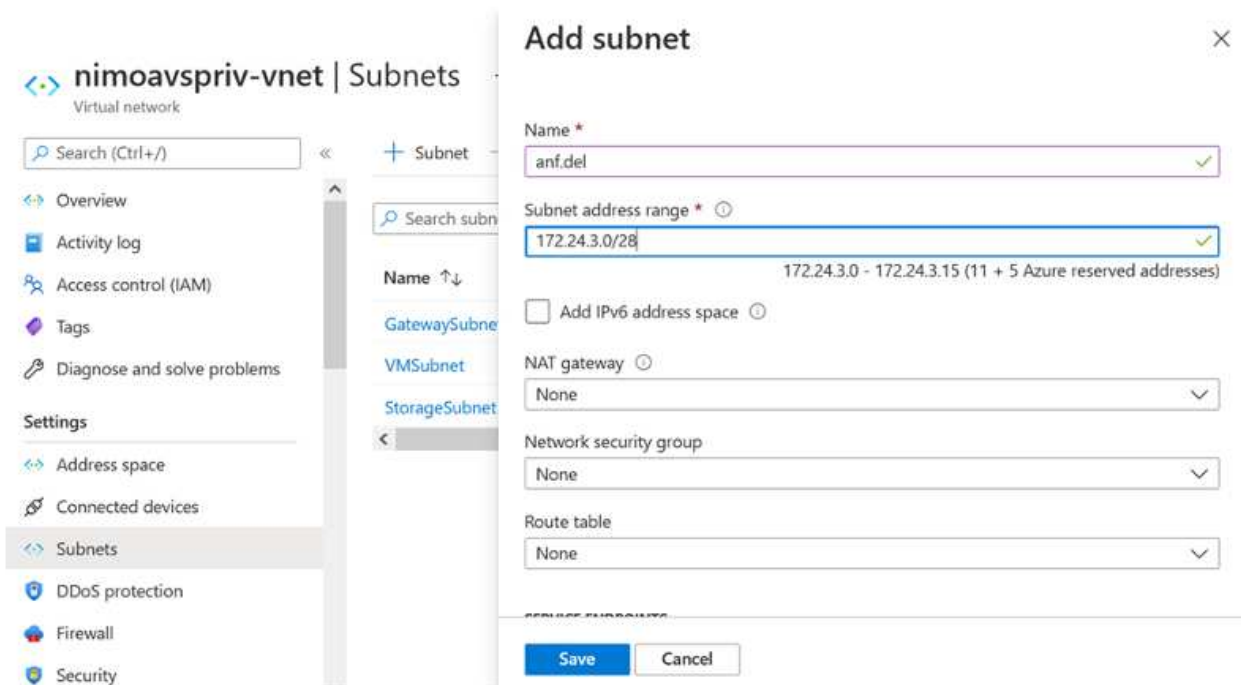 nimoavspriv-vnet | Subnets
Virtual network
Search (Ctrl+/)
«
Overview
Activity log
Access control (IAM)
Tags
Diagnose and solve problems
Settings
Address space
Connected devices
Subnets
DDoS protection
Firewall
Security
+ Subnet
Search subn
Name ↑↓
GatewaySubne
VMSubnet
StorageSubnet
Add subnet
Name *
anf.del
Subnet address range *
172.24.3.0/28
172.24.3.0 - 172.24.3.15 (11 + 5 Azure reserved addresses)
Add IPv6 address space
NAT gateway
None
Network security group
None
Route table
None
SERVICE ENDPOINTS
Save
Cancel